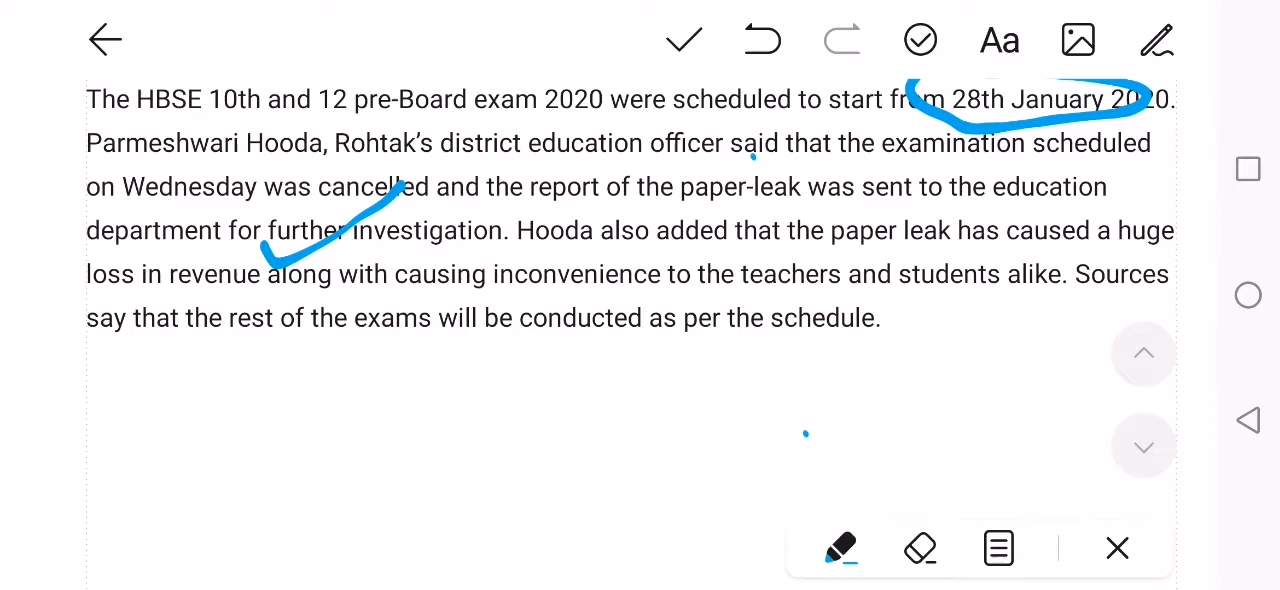 Aa
The HBSE 10th and 12 pre-Board exam 2020 were scheduled to start from 28th January 2020.
Parmeshwari Hooda, Rohtak’s district education officer said that the examination scheduled
on Wednesday was cancelled and the report of the paper-leak was sent to the education
department for further investigation. Hooda also added that the paper leak has caused a huge
loss in revenue along with causing inconvenience to the teachers and students alike. Sources
say that the rest of the exams will be conducted as per the schedule.